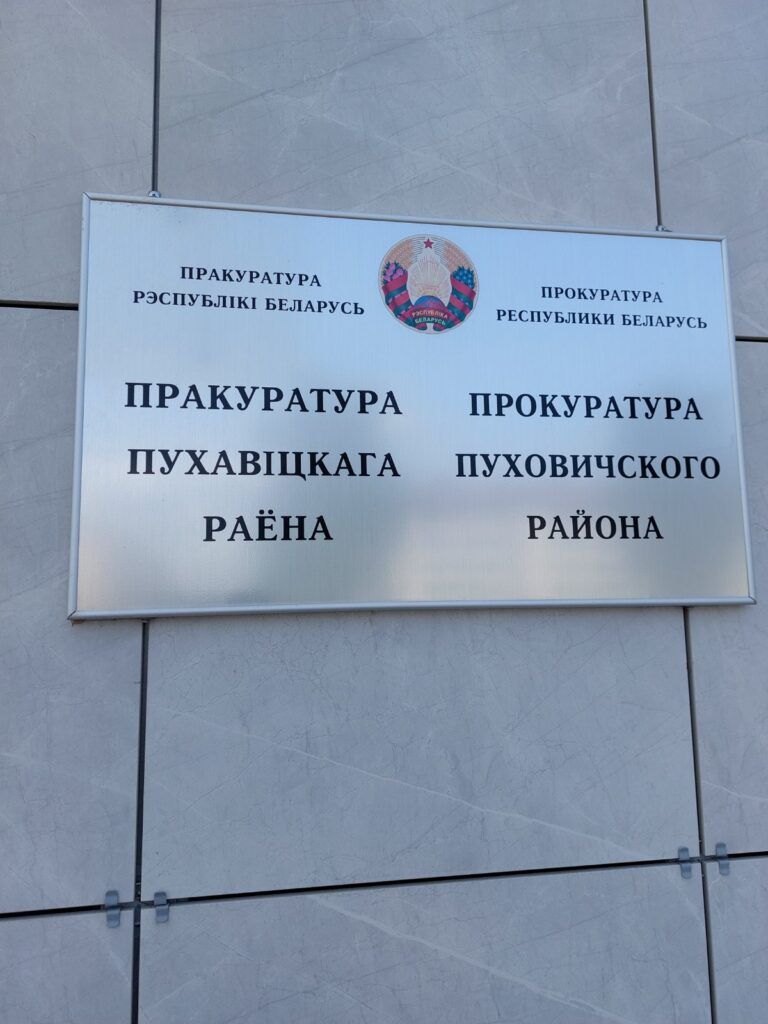 ПРАКУРАТУРА
РЭСПУБЛІКІ БЕЛАРУСЬ
РЭСПУБЛІКА
БЕЛАРУСЬ
ПРОКУРАТУРА
РЕСПУБЛИКИ БЕЛАРУСЬ
ПРАКУРАТУРА
ПУХАВІЦКАГА
РАЁНА
ПРОКУРАТУРА
ПУХОВИЧСКОГО
РАЙОНА